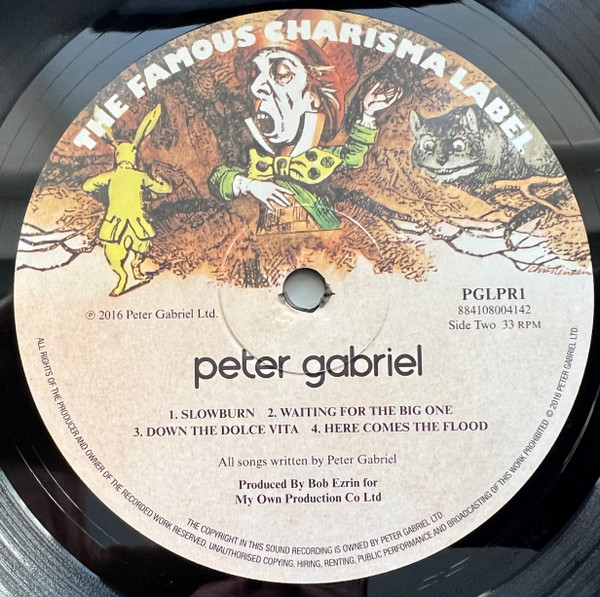 THE FAMOUS CHARISMA LABEL
℗ 2016 Peter Gabriel Ltd.
PGLPR1
884108004142
Side Two 33 RPM
peter gabriel
1. SLOWBURN 2. WAITING FOR THE BIG ONE
3. DOWN THE DOLCE VITA 4. HERE COMES THE FLOOD
All songs written by Peter Gabriel
Produced By Bob Ezrin for
My Own Production Co Ltd
THE COPYRIGHT IN THIS SOUND RECORDING IS OWNED BY PETER GABRIEL LTD
ALL RIGHTS OF THE PRODUCER AND OWNER OF THE RECORDED WORK RESERVED. UNAUTHORISED COPYING, HIRING, RENTING, PUBLIC PERFORMANCE AND BROADCASTING OF THIS WORK PROHIBITED. © 2016 PETER GABRIEL LTD.